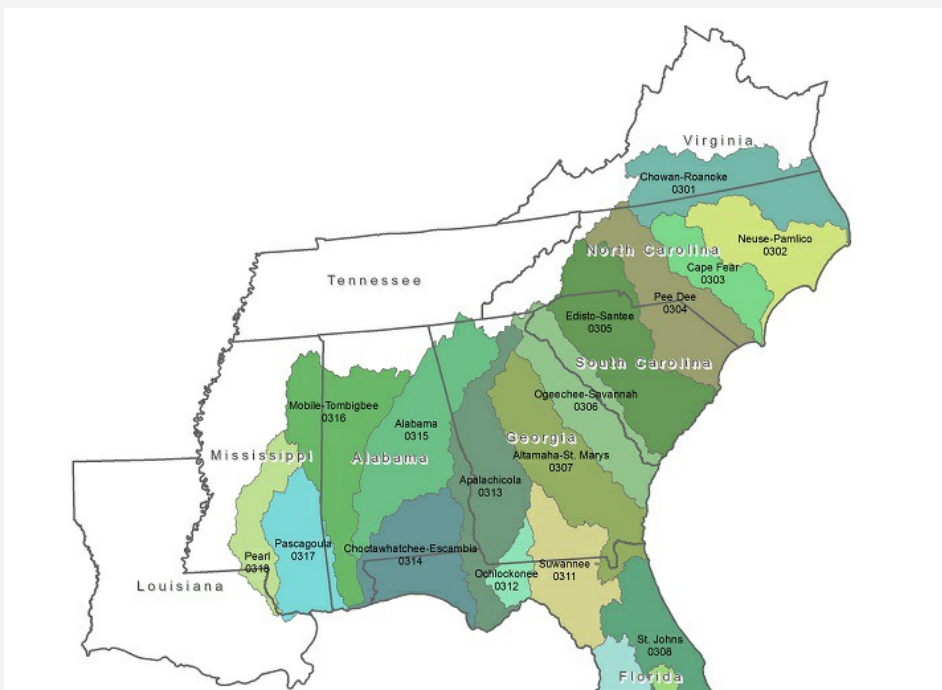 Virginia
Chowan-Roanoke
0301
Neuse-Pamlico
0302
North Carolina
Cape Fear
0303
Tennessee
Pee Dee
0304
Edisto-Santee
0305
South Carolina
Ogeechee-Savannah
0306
Mobile-Tombigbee
0316
Alabama
0315
Georgia
Mississippi
Alabama
Altamaha-St. Marys
0307
Apalachicola
0313
Pascagoula
0317
Choctawhatchee-Escambia
0314
Pearl
0318
Louisiana
Ochlockonee
0312
Suwannee
0311
St. Johns
0308
Florida